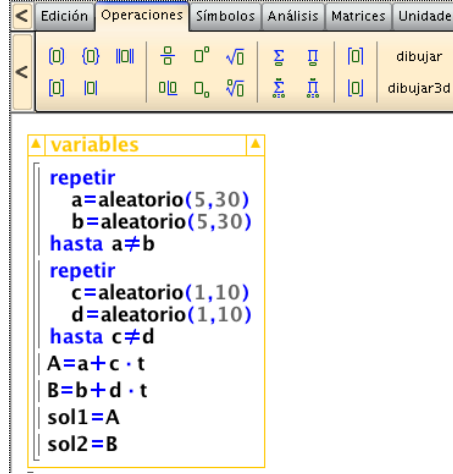 Edición Operaciones Símbolos Análisis Matrices Unidade
dibujar
dibujar3d
variables
repetir
a=aleatorio(5,30)
b=aleatorio(5,30)
hasta a≠b
repetir
c=aleatorio(1,10)
d=aleatorio(1,10)
hasta c≠d
A=a+c·t
B=b+d·t
sol1=A
sol2=B